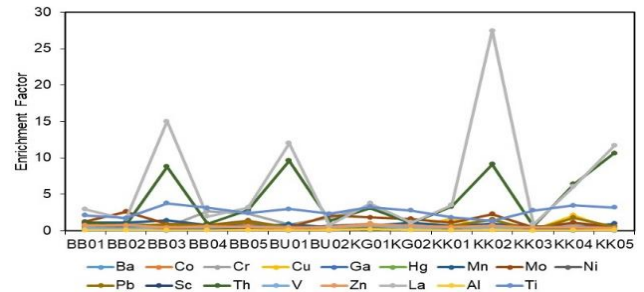 30
25
20
15
10
5
0
Enrichment Factor
BB01 BB02 BB03 BB04 BB05 BU01 BU02 KG01 KG02 KK01 KK02 KK03 KK04 KK05
Ba Co Cr Cu Ga Hg Mn Mo Ni
Pb Sc Th V Zn La Al Ti